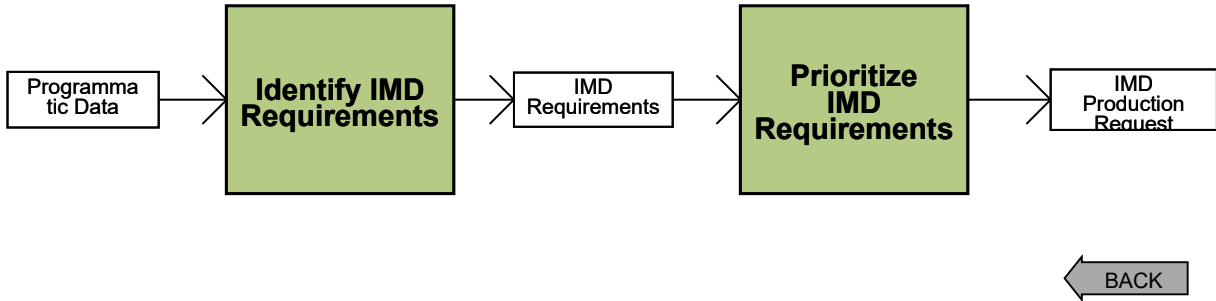 Programma
tic Data
Identify IMD
Requirements
IMD
Requirements
Prioritize
IMD
Requirements
IMD
Production
Request
BACK